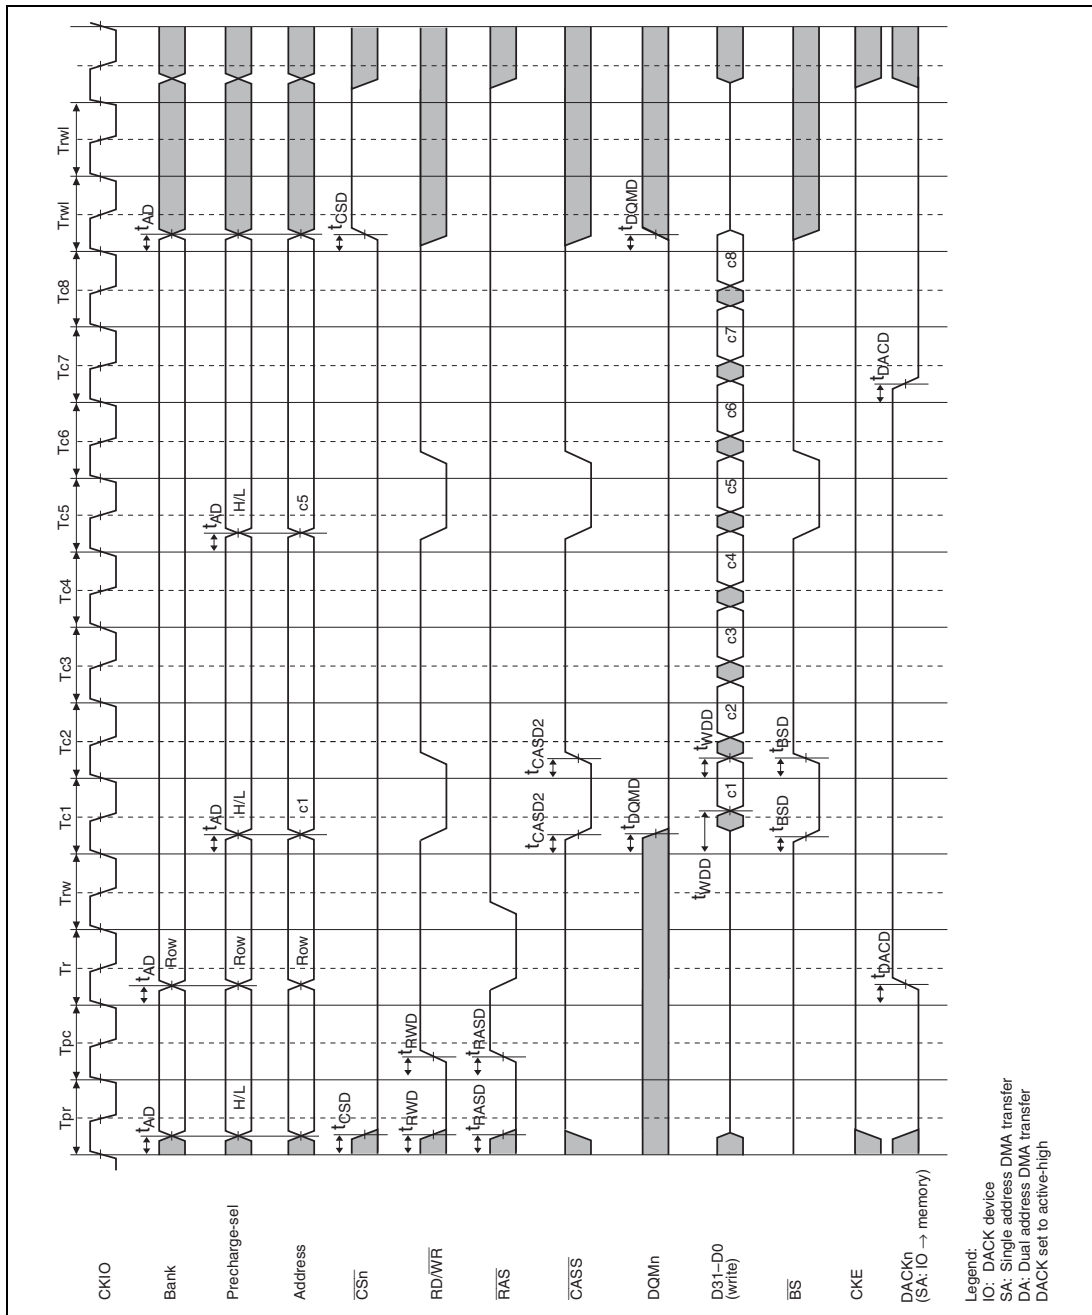 Tpr Tpc Tr Trw Tc1 Tc2 Tc3 Tc4 Tc5 Tc6 Tc7 Tc8 Trwl Trwl
CKIO
tAD tAD tAD
Bank Row
tAD tAD
Precharge-sel H/L Row H/L H/L
Address Row c1 c5
tCSD tCSD
CSn
tRWD tRWD
RD/WR
tRASD tRASD
RAS
tCASD2 tCASD2
CASS
tDQMD tDQMD
DQMn
tWDD tWDD
D31–D0
(write)
c1 c2 c3 c4 c5 c6 c7 c8
tBSD tBSD
BS
CKE
tDACD tDACD
DACKn
(SA: IO → memory)
Legend:
IO: DACK device
SA: Single address DMA transfer
DA: Dual address DMA transfer
DACK set to active-high